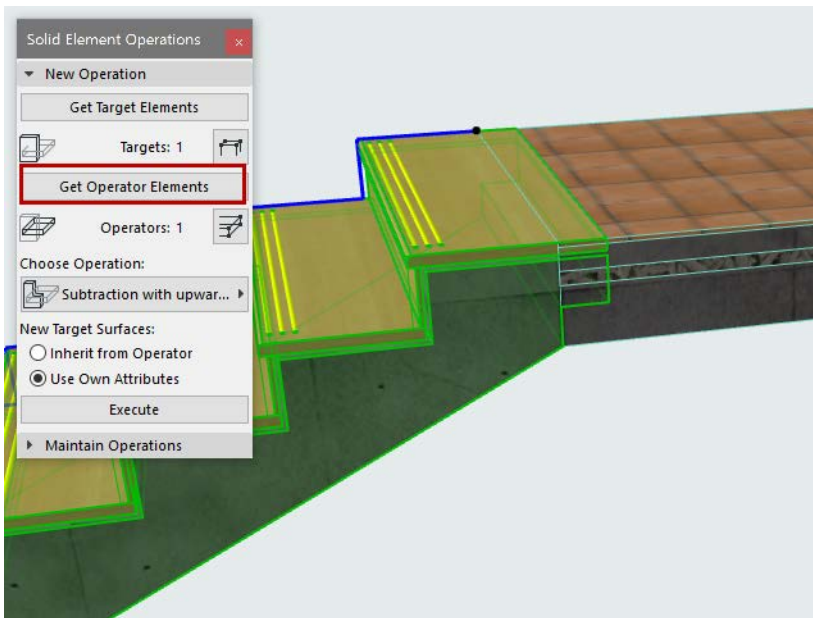 Solid Element Operations
New Operation
Get Target Elements
Targets: 1
Get Operator Elements
Operators: 1
Choose Operation:
Subtraction with upwar...
New Target Surfaces:
Inherit from Operator
Use Own Attributes
Execute
Maintain Operations